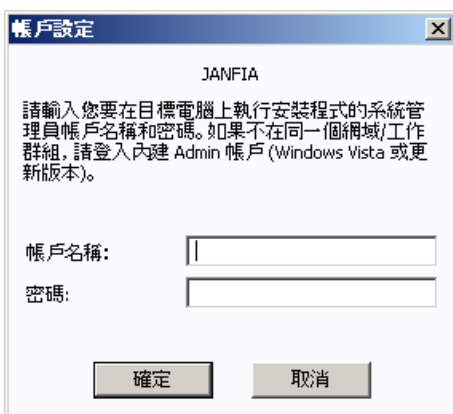 帳戶設定
JANFIA
請輸入您要在目標電腦上執行安裝程式的系統管
理員帳戶名稱和密碼。如果不在同一個網域/工作
群組, 請登入內建 Admin 帳戶 (Windows Vista 或更
新版本)。
帳戶名稱:
密碼:
確定 取消